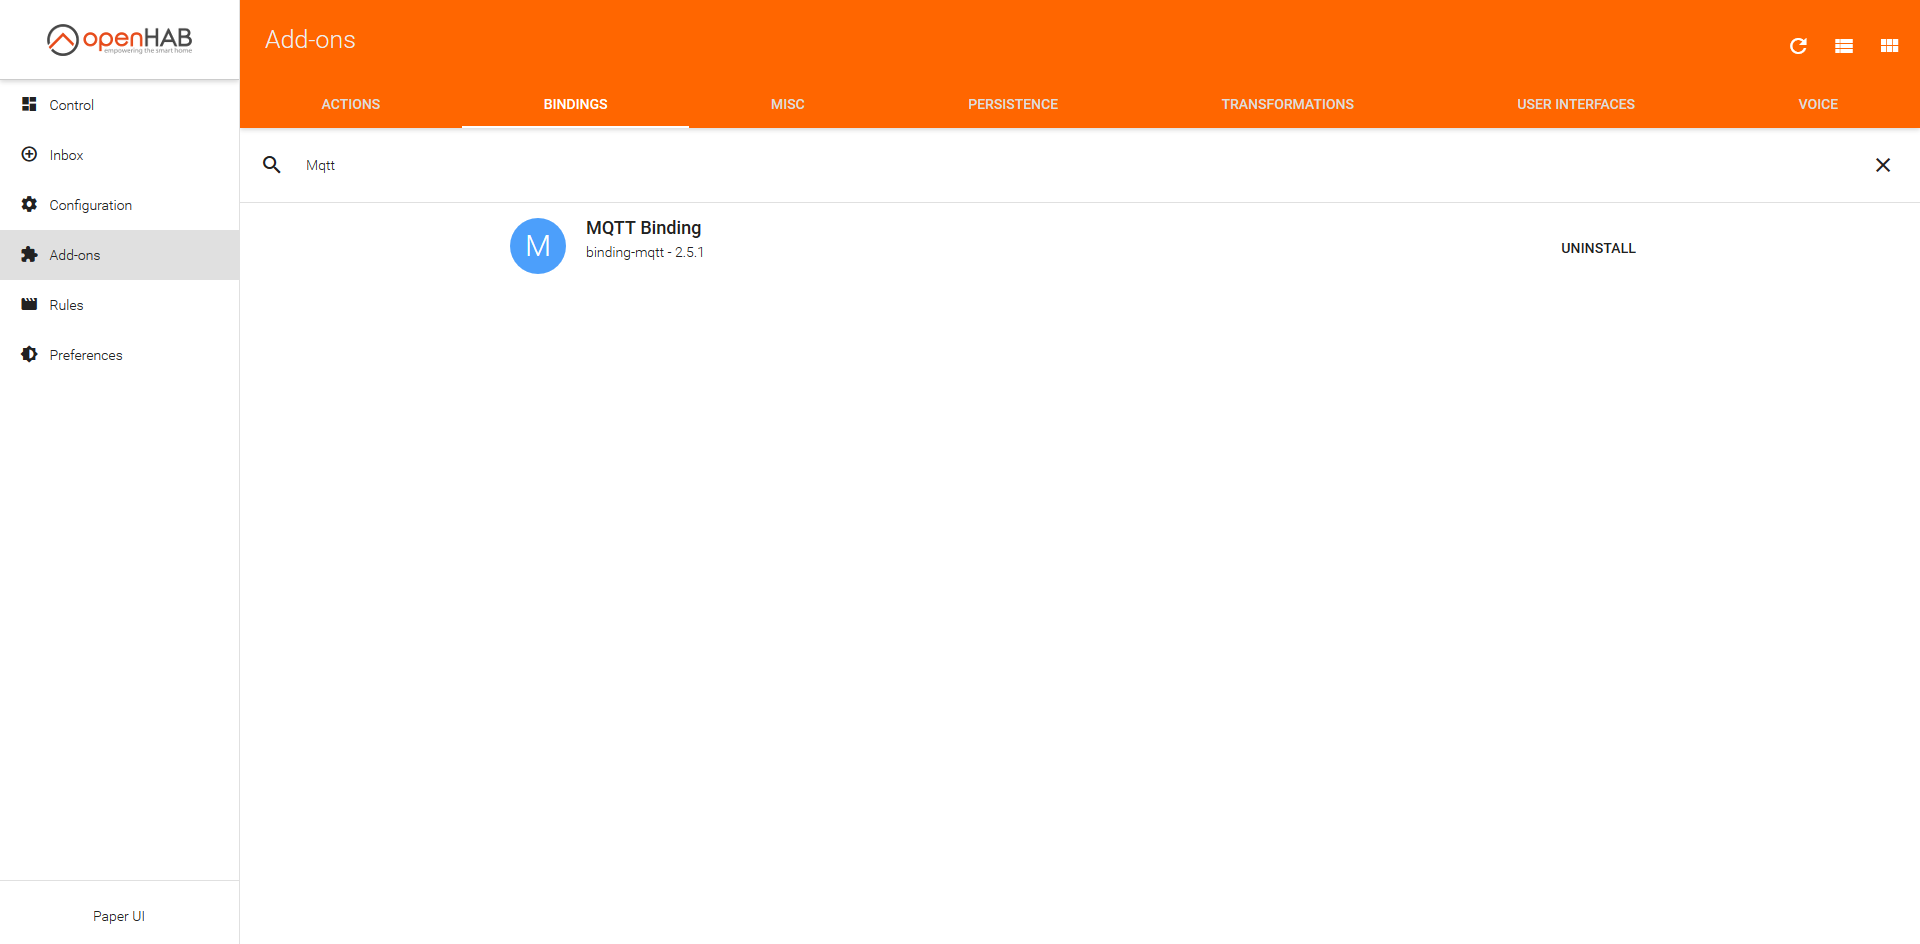 openHAB
empowering the smart home
Add-ons
ACTIONS
BINDINGS
MISC
PERSISTENCE
TRANSFORMATIONS
USER INTERFACES
VOICE
Control
Inbox
Configuration
Add-ons
Rules
Preferences
Mqtt
M
MQTT Binding
binding-mqtt - 2.5.1
UNINSTALL
Paper UI